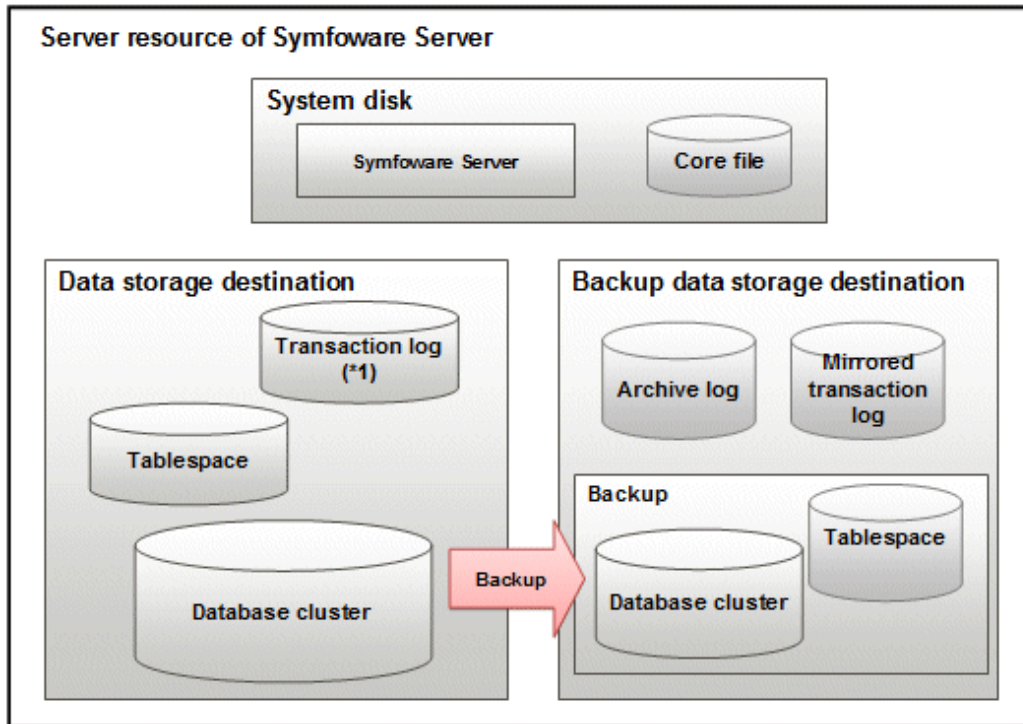 Server resource of Symfoware Server
System disk
Symfoware Server
Core file
Data storage destination
Transaction log
(*1)
Tablespace
Database cluster
Backup
Backup data storage destination
Archive log
Mirrored
transaction
log
Backup
Tablespace
Database cluster